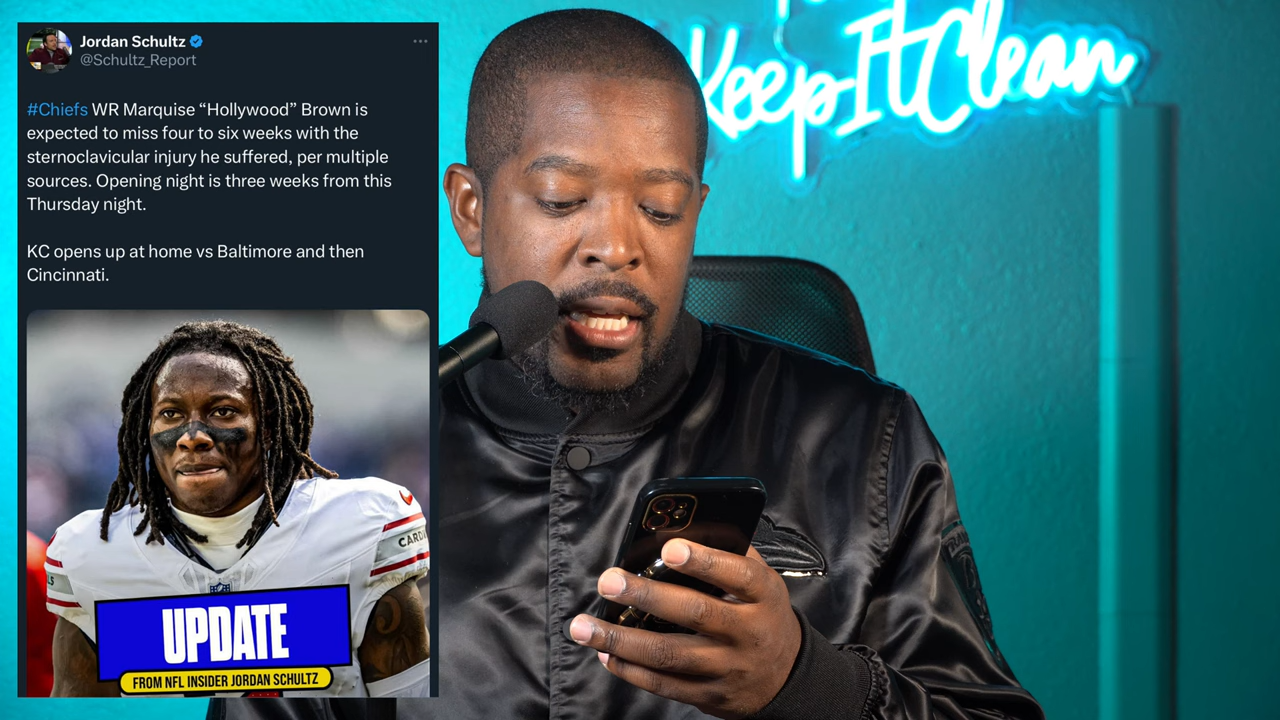 Jordan Schultz
@Schultz_Report
#Chiefs WR Marquise “Hollywood” Brown is
expected to miss four to six weeks with the
sternoclavicular injury he suffered, per multiple
sources. Opening night is three weeks from this
Thursday night.
KC opens up at home vs Baltimore and then
Cincinnati.
CARDI
LS
UPDATE
FROM NFL INSIDER JORDAN SCHULTZ
KeepItClean